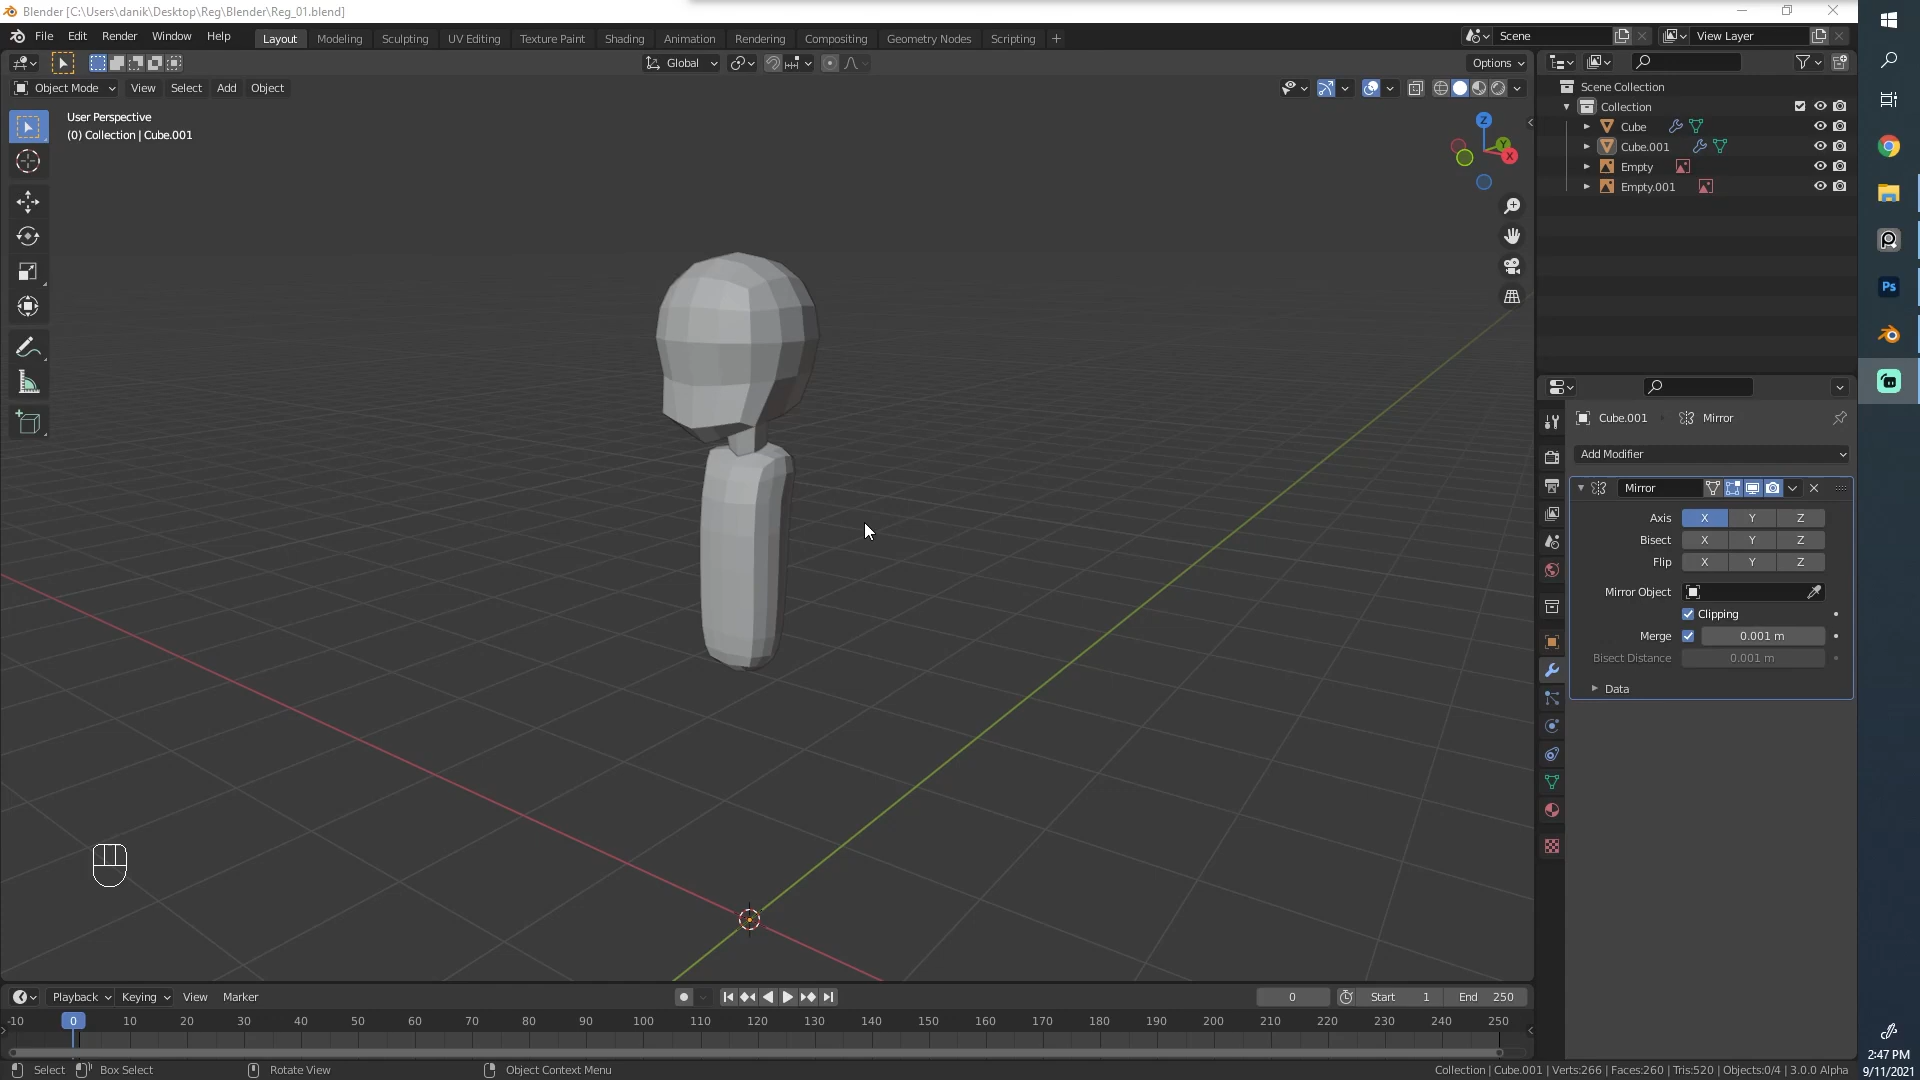 Blender [C:\Users\danik\Desktop\Reg\Blender\Reg_01.blend]
File Edit Render Window Help Layout Modeling Sculpting UV Editing Texture Paint Shading Animation Rendering Compositing Geometry Nodes Scripting + Scene View Layer
Global Options
Object Mode View Select Add Object
Scene Collection
User Perspective
(0) Collection | Cube.001
Collection
Cube
Cube.001
Empty
Empty.001
Z
Y
X
Ps
Cube.001 Mirror
Add Modifier
Mirror
Axis X Y Z
Bisect X Y Z
Flip X Y Z
Mirror Object
Clipping
Merge 0.001 m
Bisect Distance 0.001 m
Data
Playback Keying View Marker 0 Start 1 End 250
-10 0 10 20 30 40 50 60 70 80 90 100 110 120 130 140 150 160 170 180 190 200 210 220 230 240 250
Select Box Select Rotate View Object Context Menu Collection | Cube.001 | Verts:266 | Faces:260 | Tris:520 | Objects:0/4 | 3.0.0 Alpha
2:47 PM
9/11/2021